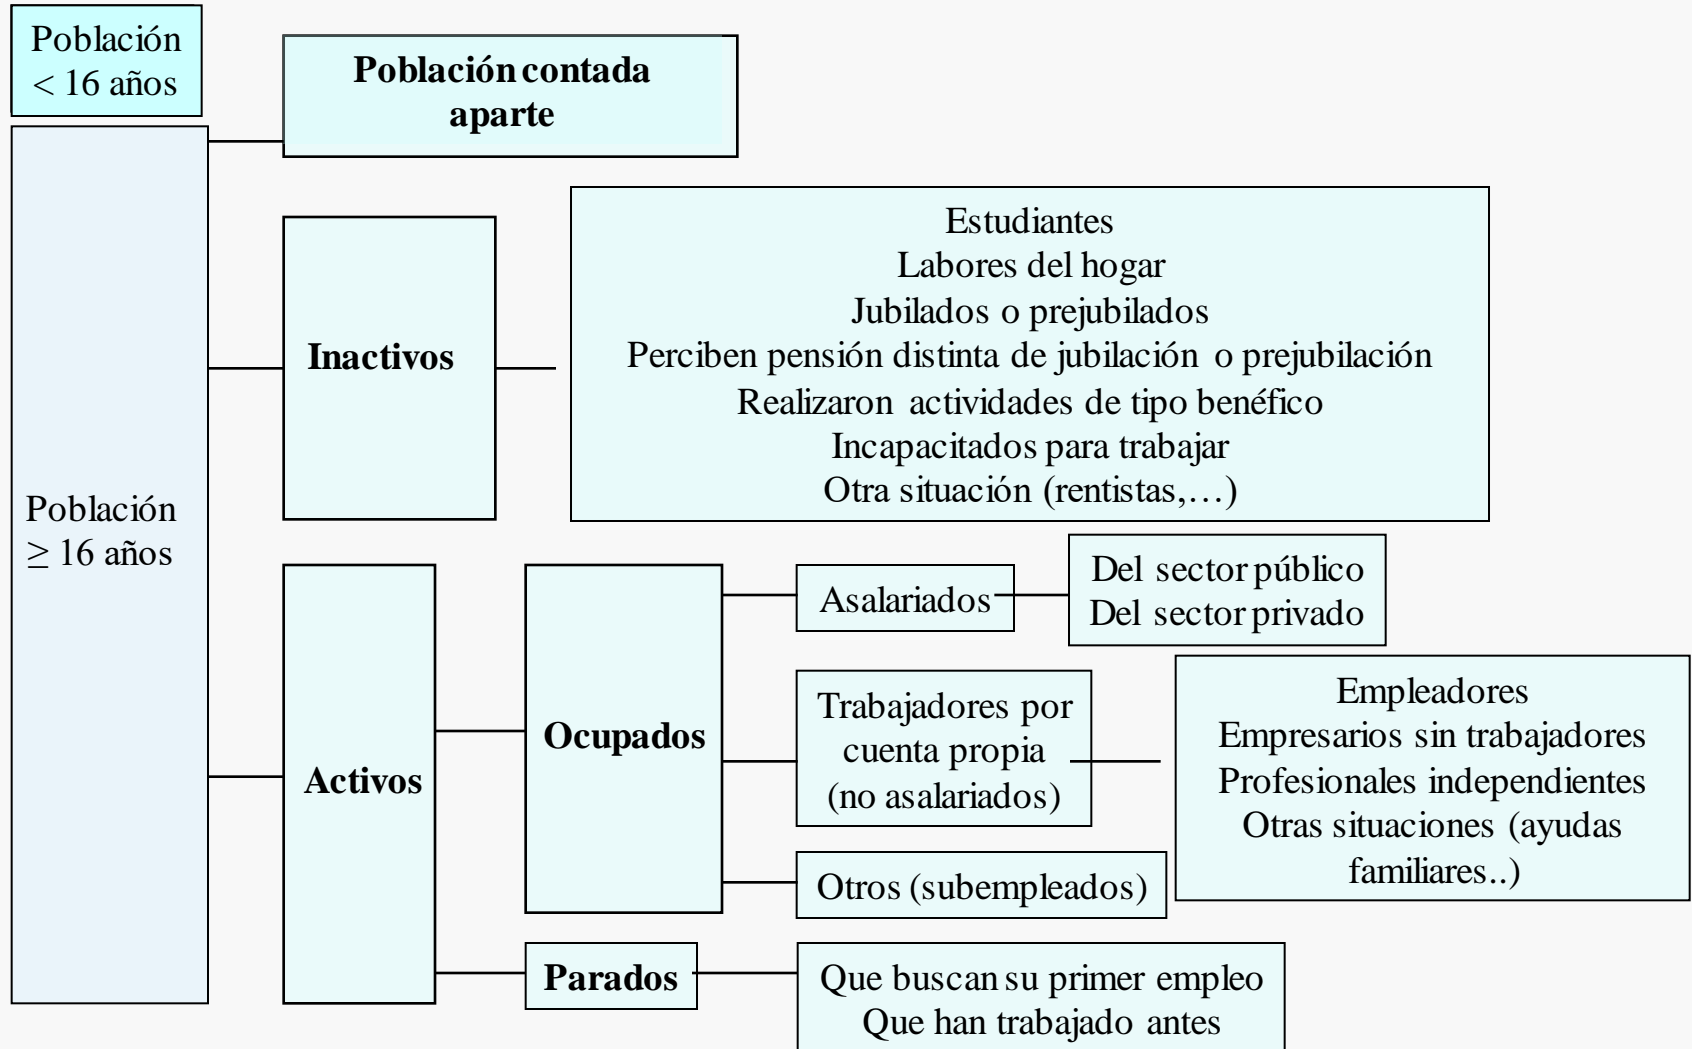 Población
< 16 años
Población contada
aparte
Población
≥ 16 años
Inactivos
Estudiantes
Labores del hogar
Jubilados o prejubilados
Perciben pensión distinta de jubilación o prejubilación
Realizaron actividades de tipo benéfico
Incapacitados para trabajar
Otra situación (rentistas,…)
Activos
Ocupados
Asalariados
Del sector público
Del sector privado
Trabajadores por
cuenta propia
(no asalariados)
Empleadores
Empresarios sin trabajadores
Profesionales independientes
Otras situaciones (ayudas
familiares..)
Otros (subempleados)
Parados
Que buscan su primer empleo
Que han trabajado antes